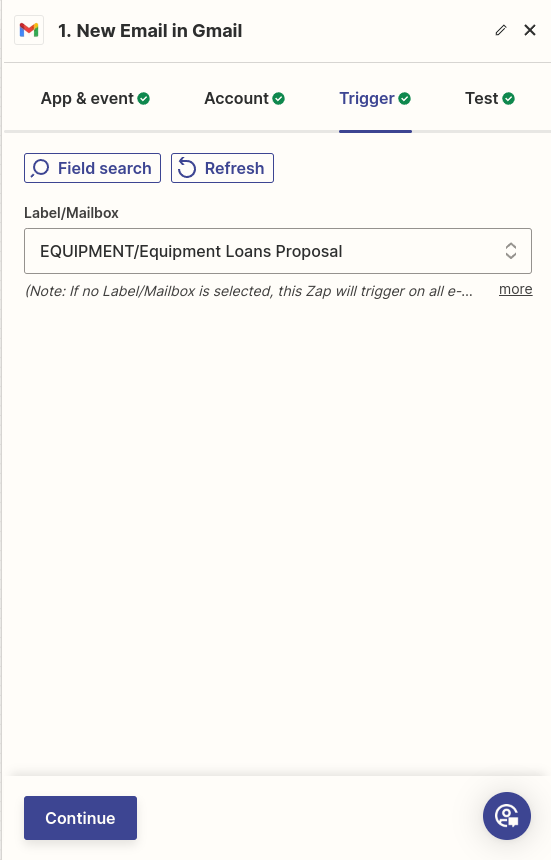 1. New Email in Gmail
App & event Account Trigger Test
Field search Refresh
Label/Mailbox
EQUIPMENT/Equipment Loans Proposal
(Note: If no Label/Mailbox is selected, this Zap will trigger on all e-... more
Continue